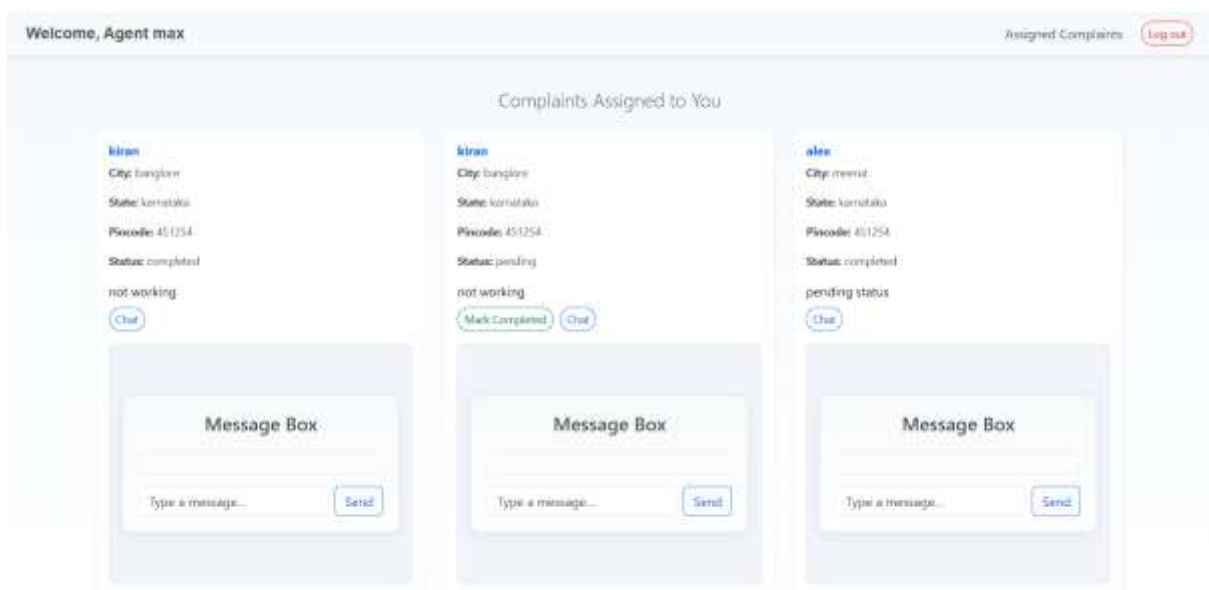 Welcome, Agent max
Assigned Complaints
Log out
Complaints Assigned to You
kiran
City: banglore
State: karnataka
Pincode: 451254
Status: completed
not working
Chat
Message Box
Type a message...
Send
kiran
City: banglore
State: karnataka
Pincode: 451254
Status: pending
not working
Mark Completed Chat
Message Box
Type a message...
Send
alex
City: meerut
State: karnataka
Pincode: 451254
Status: completed
pending status
Chat
Message Box
Type a message...
Send